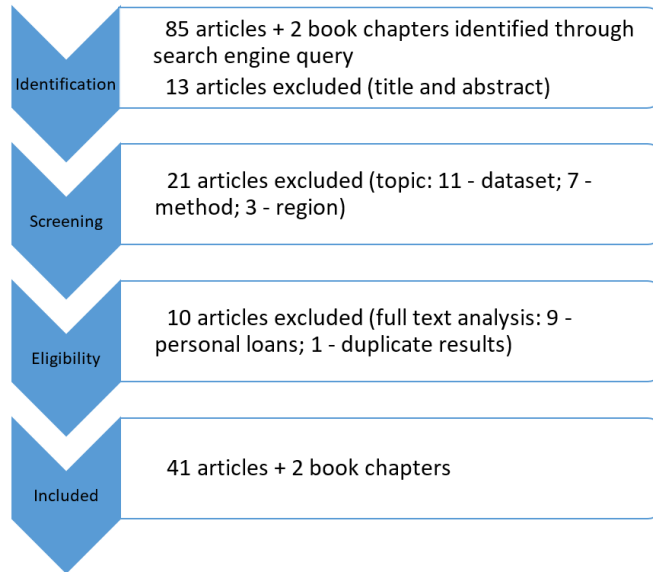 Identification
85 articles + 2 book chapters identified through
search engine query
13 articles excluded (title and abstract)
Screening
21 articles excluded (topic: 11 - dataset; 7 -
method; 3 - region)
Eligibility
10 articles excluded (full text analysis: 9 -
personal loans; 1 - duplicate results)
Included
41 articles + 2 book chapters